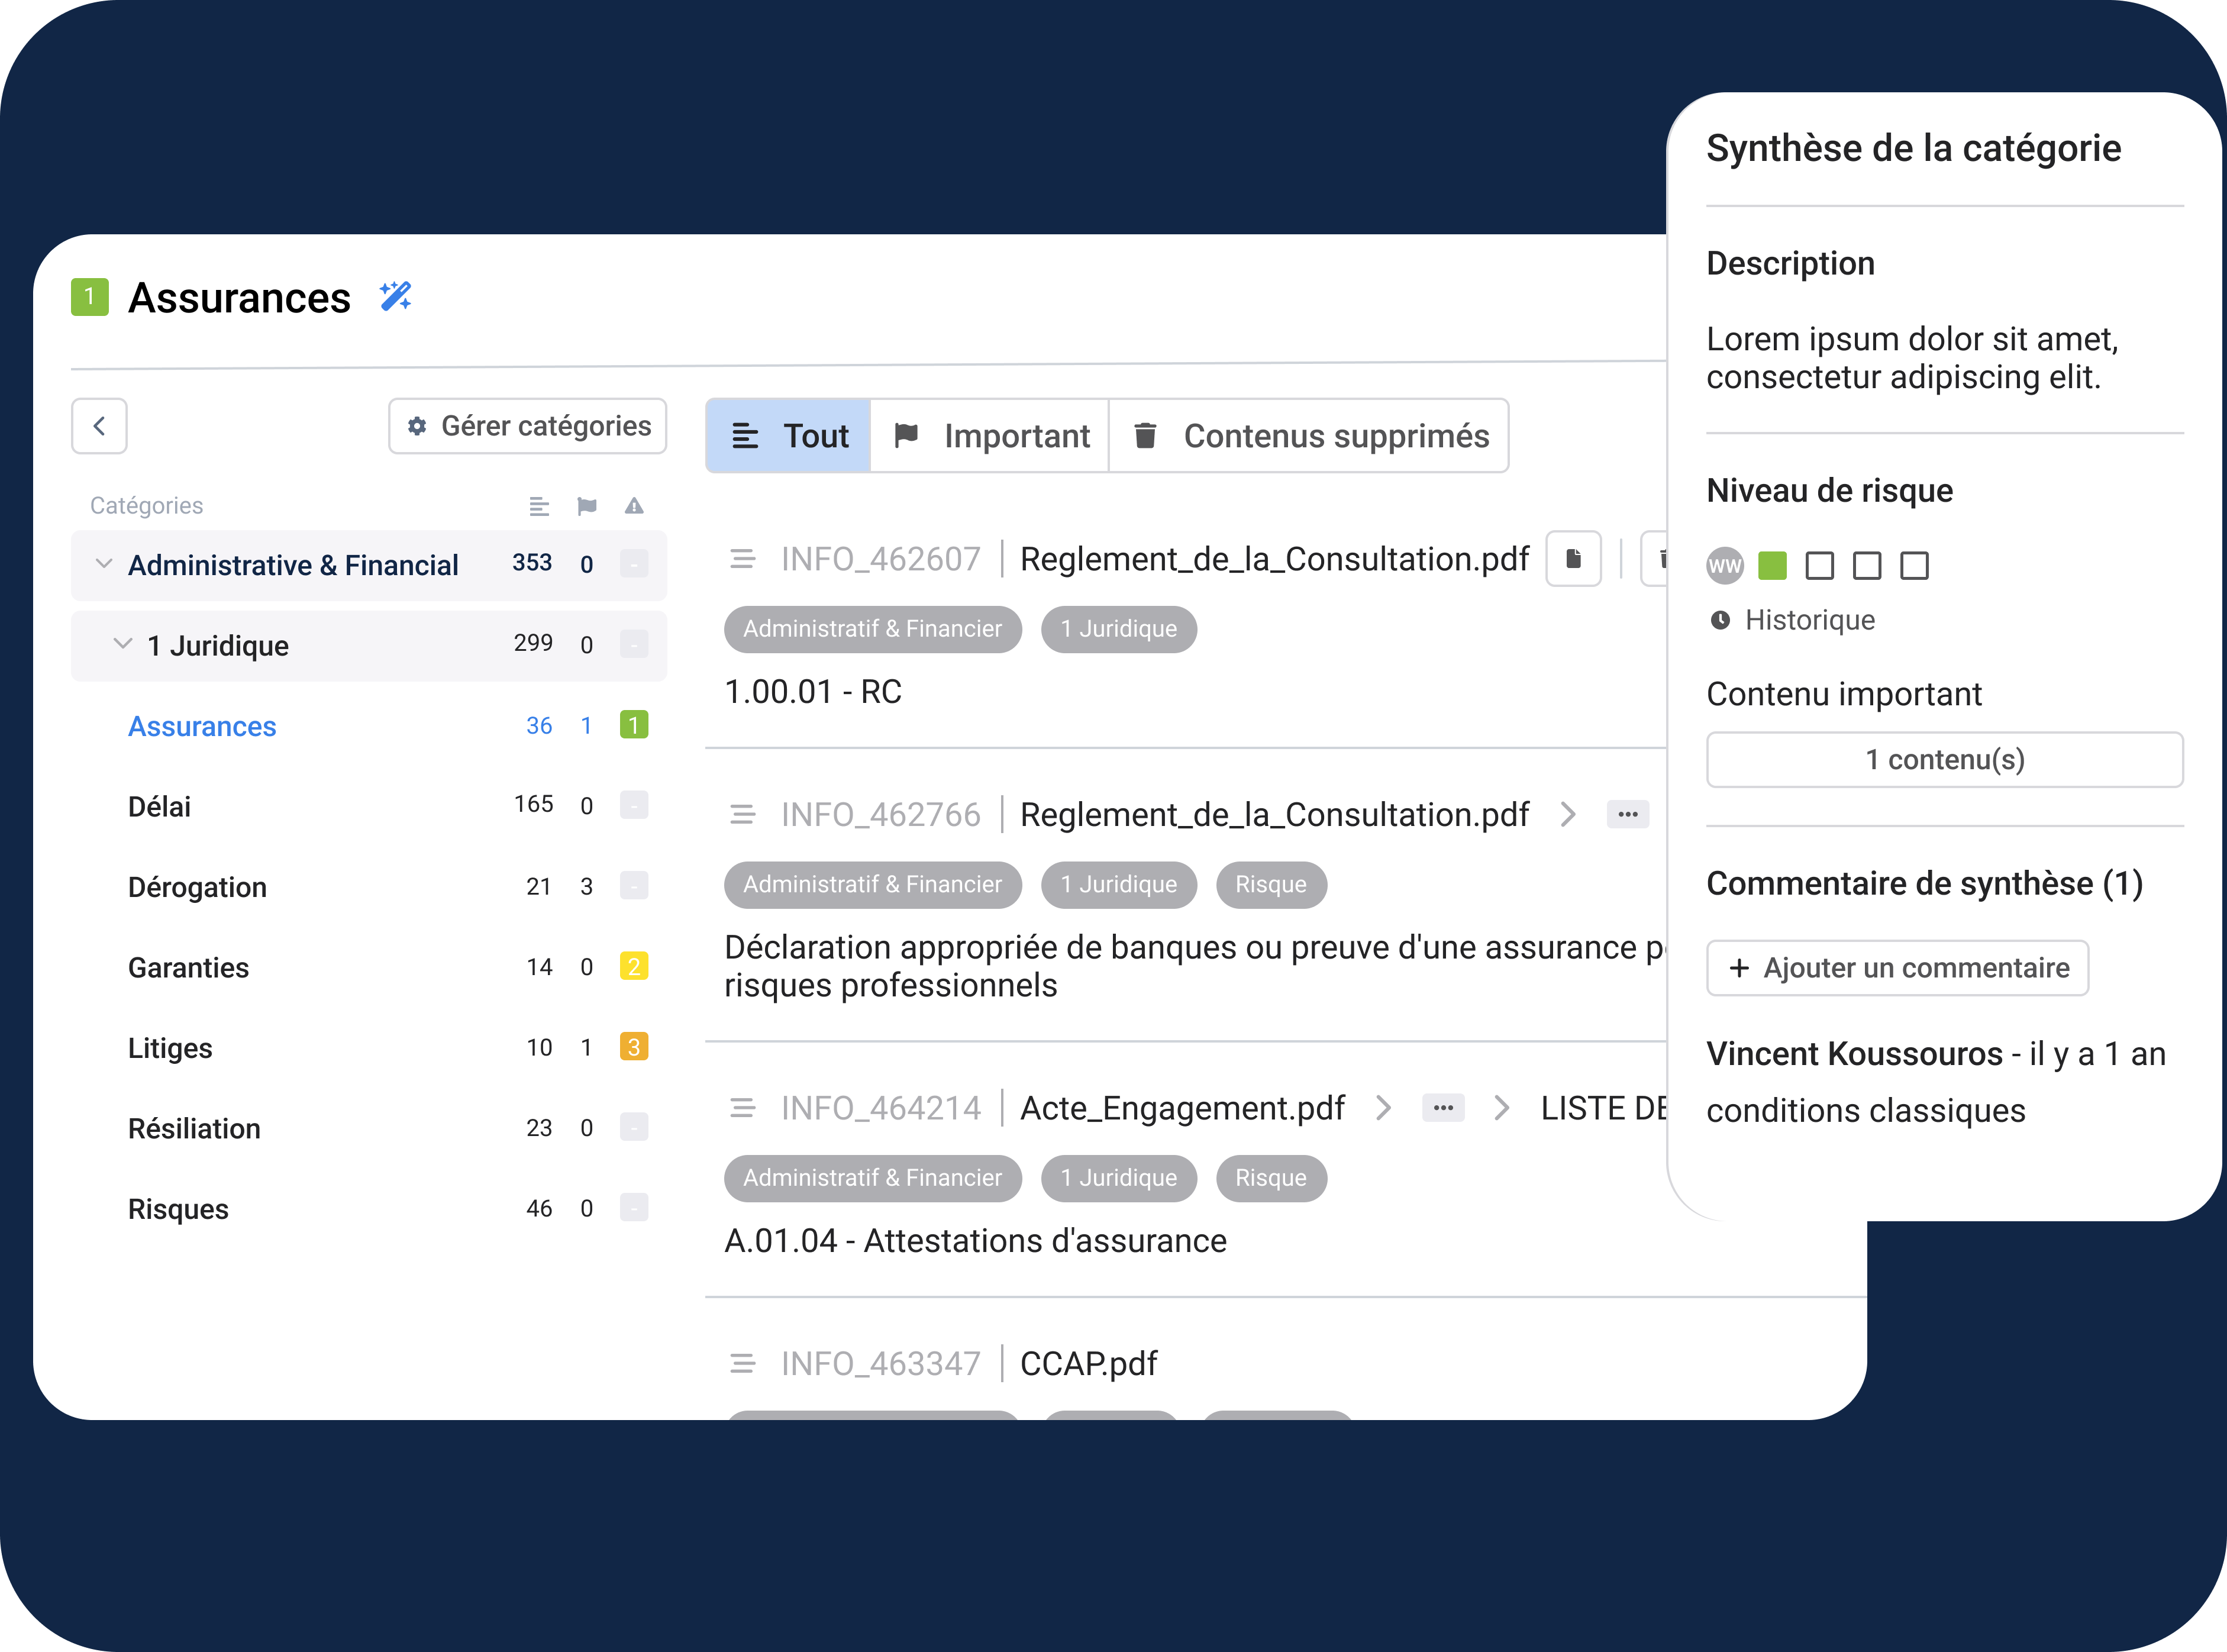 1 Assurances
Gérer catégories
Catégories
Administrative & Financial 353 0 -
1 Juridique 299 0 -
Assurances 36 1 1
Délai 165 0 -
Dérogation 21 3 -
Garanties 14 0 2
Litiges 10 1 3
Résiliation 23 0 -
Risques 46 0 -
Tout Important Contenus supprimés
INFO_462607 Reglement_de_la_Consultation.pdf
Administratif & Financier 1 Juridique
1.00.01 - RC
INFO_462766 Reglement_de_la_Consultation.pdf
Administratif & Financier 1 Juridique Risque
Déclaration appropriée de banques ou preuve d'une assurance
risques professionnels
INFO_464214 Acte_Engagement.pdf LISTE
Administratif & Financier 1 Juridique Risque
A.01.04 - Attestations d'assurance
INFO_463347 CCAP.pdf
Synthèse de la catégorie
Description
Lorem ipsum dolor sit amet,
consectetur adipiscing elit.
Niveau de risque
WW
Historique
Contenu important
1 contenu(s)
Commentaire de synthèse (1)
+ Ajouter un commentaire
Vincent Koussouros - il y a 1 an
conditions classiques